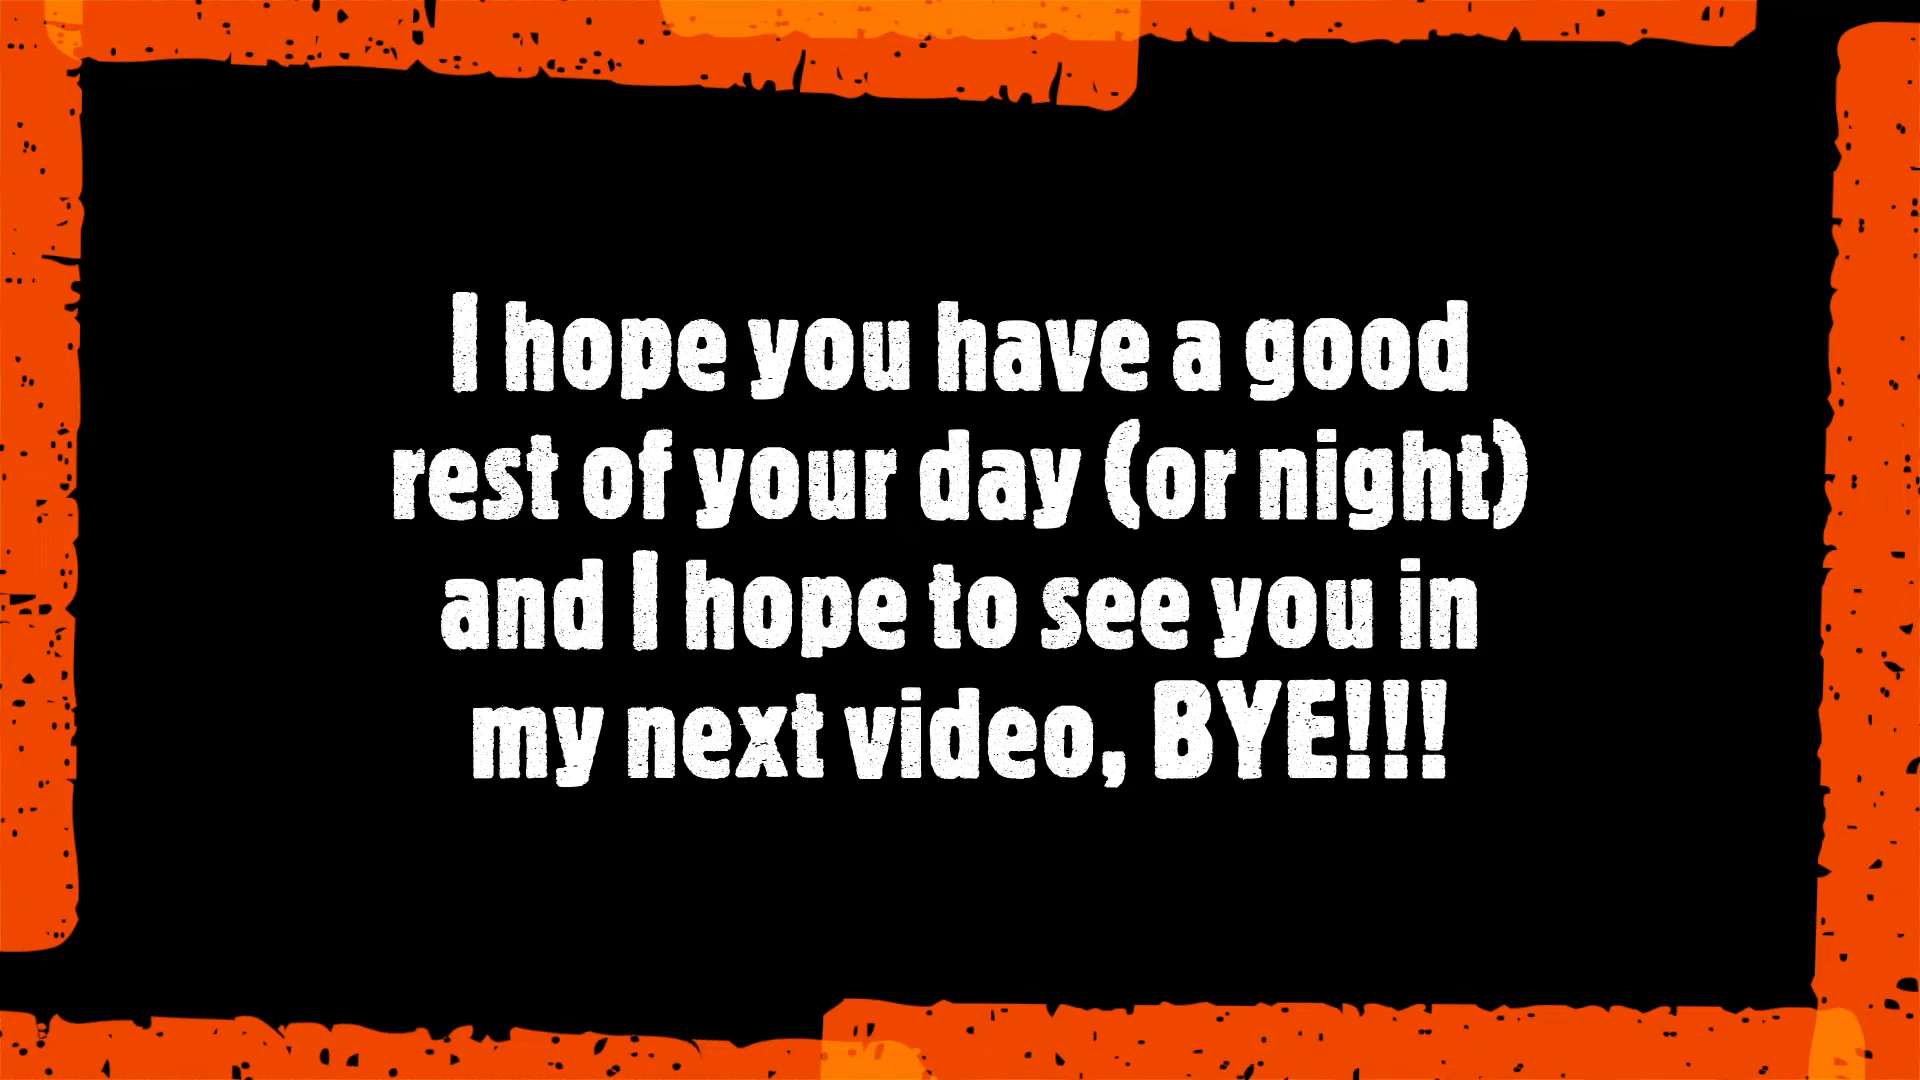 I hope you have a good
rest of your day (or night)
and I hope to see you in
my next video, BYE!!!